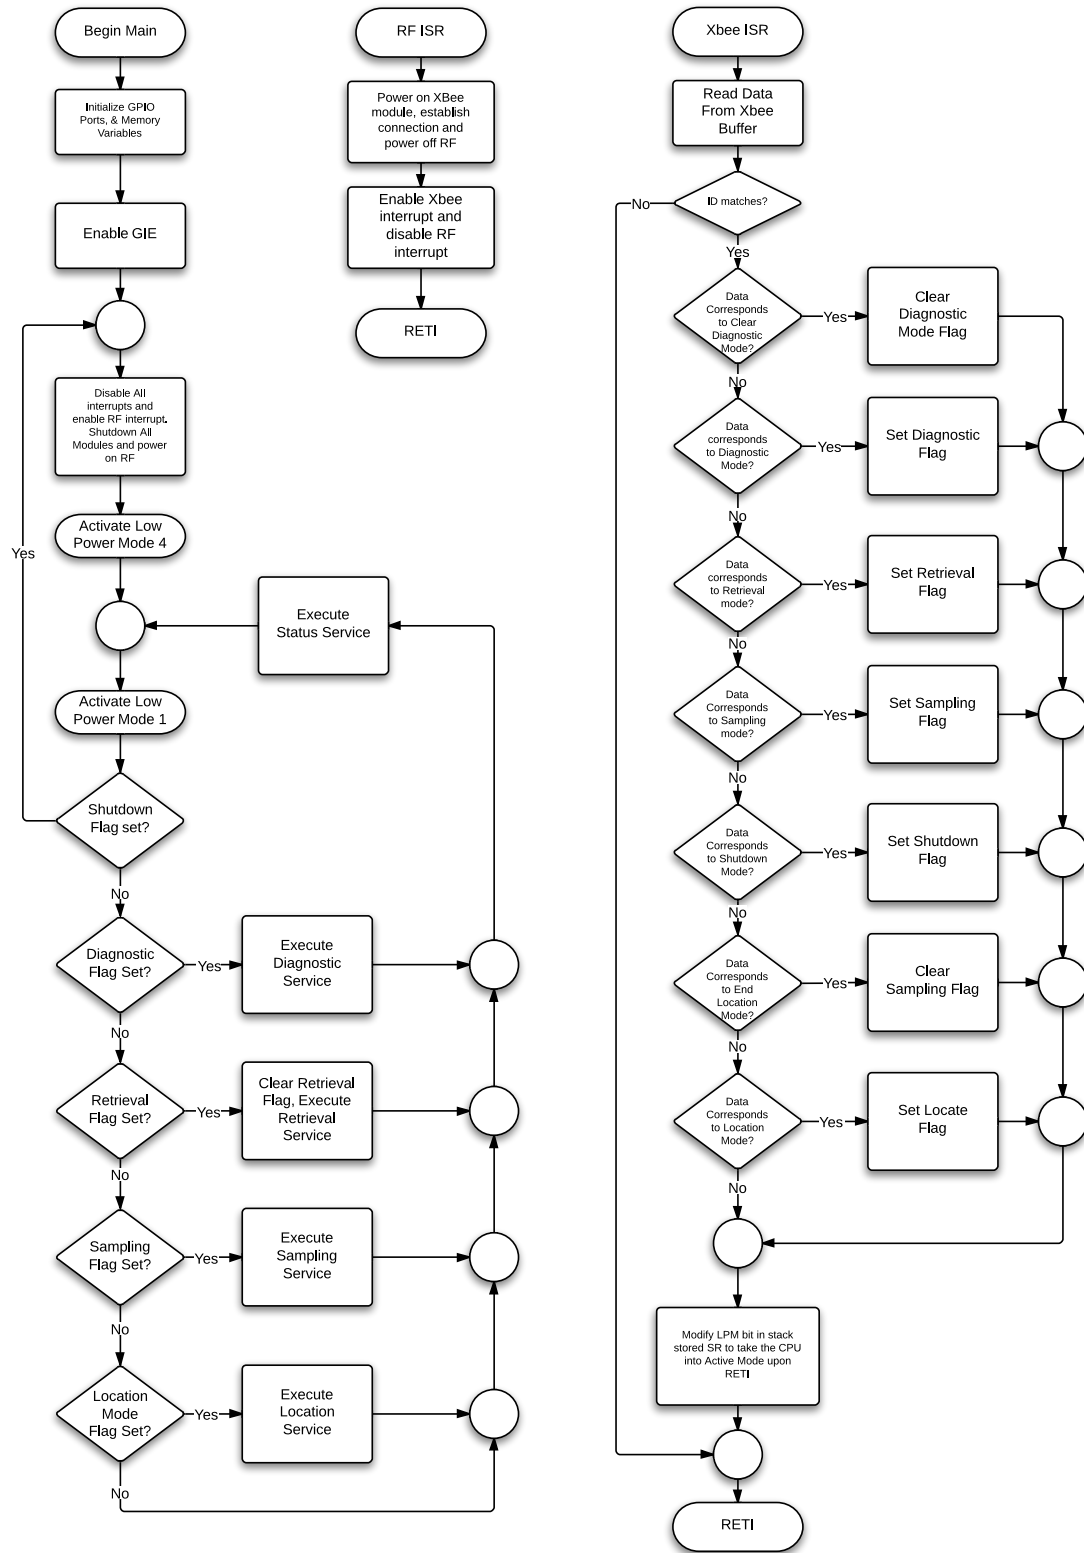 Begin Main
Initialize GPIO
Ports, & Memory
Variables
Enable GIE
Disable All
interrupts and
enable RF interrupt.
Shutdown All
Modules and power
on RF
Activate Low
Power Mode 4
Yes
Execute
Status Service
Activate Low
Power Mode 1
Shutdown
Flag set?
No
Diagnostic
Flag Set?
Yes
Execute
Diagnostic
Service
No
Retrieval
Flag Set?
Yes
Clear Retrieval
Flag, Execute
Retrieval
Service
No
Sampling
Flag Set?
Yes
Execute
Sampling
Service
No
Location
Mode
Flag Set?
Yes
Execute
Location
Service
No
RF ISR
Power on XBee
module, establish
connection and
power off RF
Enable Xbee
interrupt and
disable RF
interrupt
RETI
Xbee ISR
Read Data
From Xbee
Buffer
ID matches?
No
Yes
Data
Corresponds
to Clear
Diagnostic
Mode?
Yes
Clear
Diagnostic
Mode Flag
No
Data
corresponds
to Diagnostic
Mode?
Yes
Set Diagnostic
Flag
No
Data
corresponds
to Retrieval
mode?
Yes
Set Retrieval
Flag
No
Data
Corresponds
to Sampling
mode?
Yes
Set Sampling
Flag
No
Data
Corresponds
to Shutdown
Mode?
Yes
Set Shutdown
Flag
No
Data
Corresponds
to End
Location
Mode?
Yes
Clear
Sampling Flag
No
Data
Corresponds
to Location
Mode?
Yes
Set Locate
Flag
No
Modify LPM bit in stack
stored SR to take the CPU
into Active Mode upon
RETI
RETI